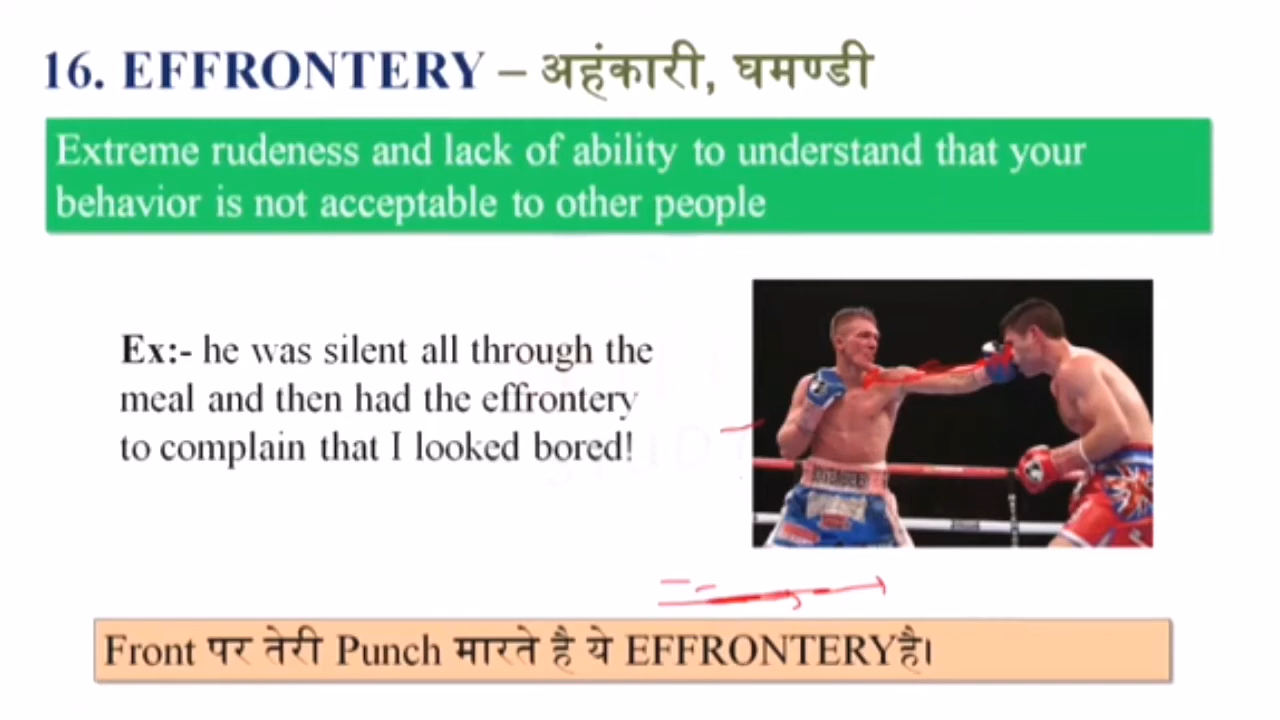 16. EFFRONTERY – अहंकारी, घमण्डी
Extreme rudeness and lack of ability to understand that your
behavior is not acceptable to other people
Ex:- he was silent all through the
meal and then had the effrontery
to complain that I looked bored!
Front पर तेरी Punch मारते है ये EFFRONTERYहै।